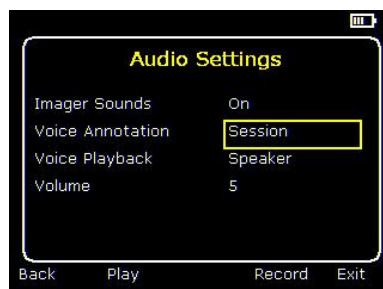 Audio Settings
Imager Sounds On
Voice Annotation Session
Voice Playback Speaker
Volume 5
Back Play Record Exit